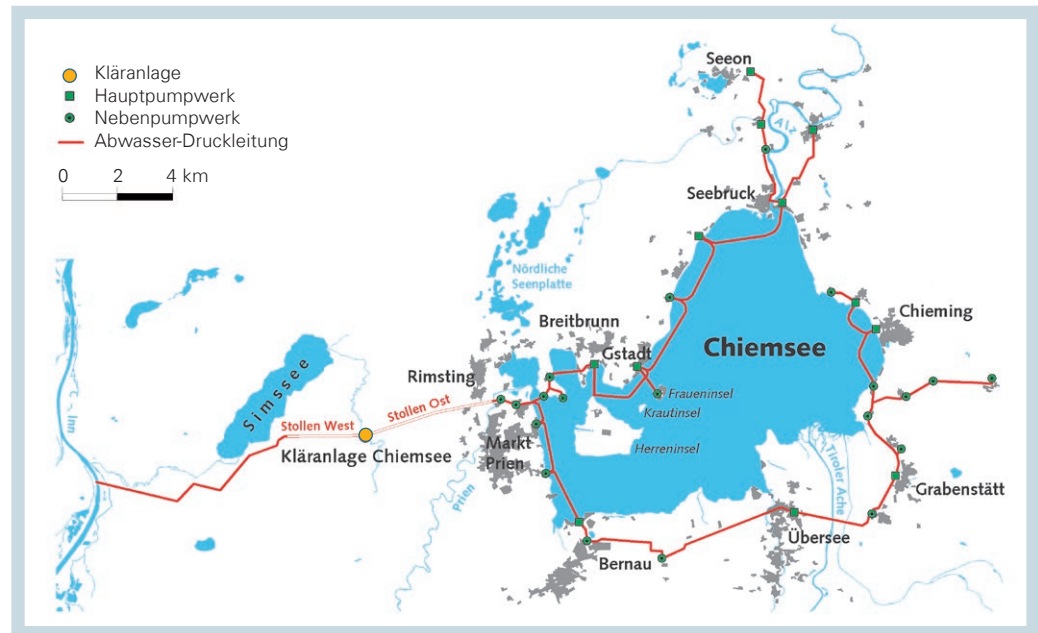 Kläranlage
Hauptpumpwerk
Nebenpumpwerk
Abwasser-Druckleitung
0 2 4 km
Seeon
Alz
Seebruck
Nördliche
Seenplatte
Breitbrunn
Gstadt
Chieming
Chiemsee
Rimsting
Fraueninsel
Krautinsel
Simssee
Stollen Ost
Stollen West
Inn
Kläranlage Chiemsee
Markt
Prien
Herreninsel
Prien
Tiroler Ache
Grabenstätt
Übersee
Bernau